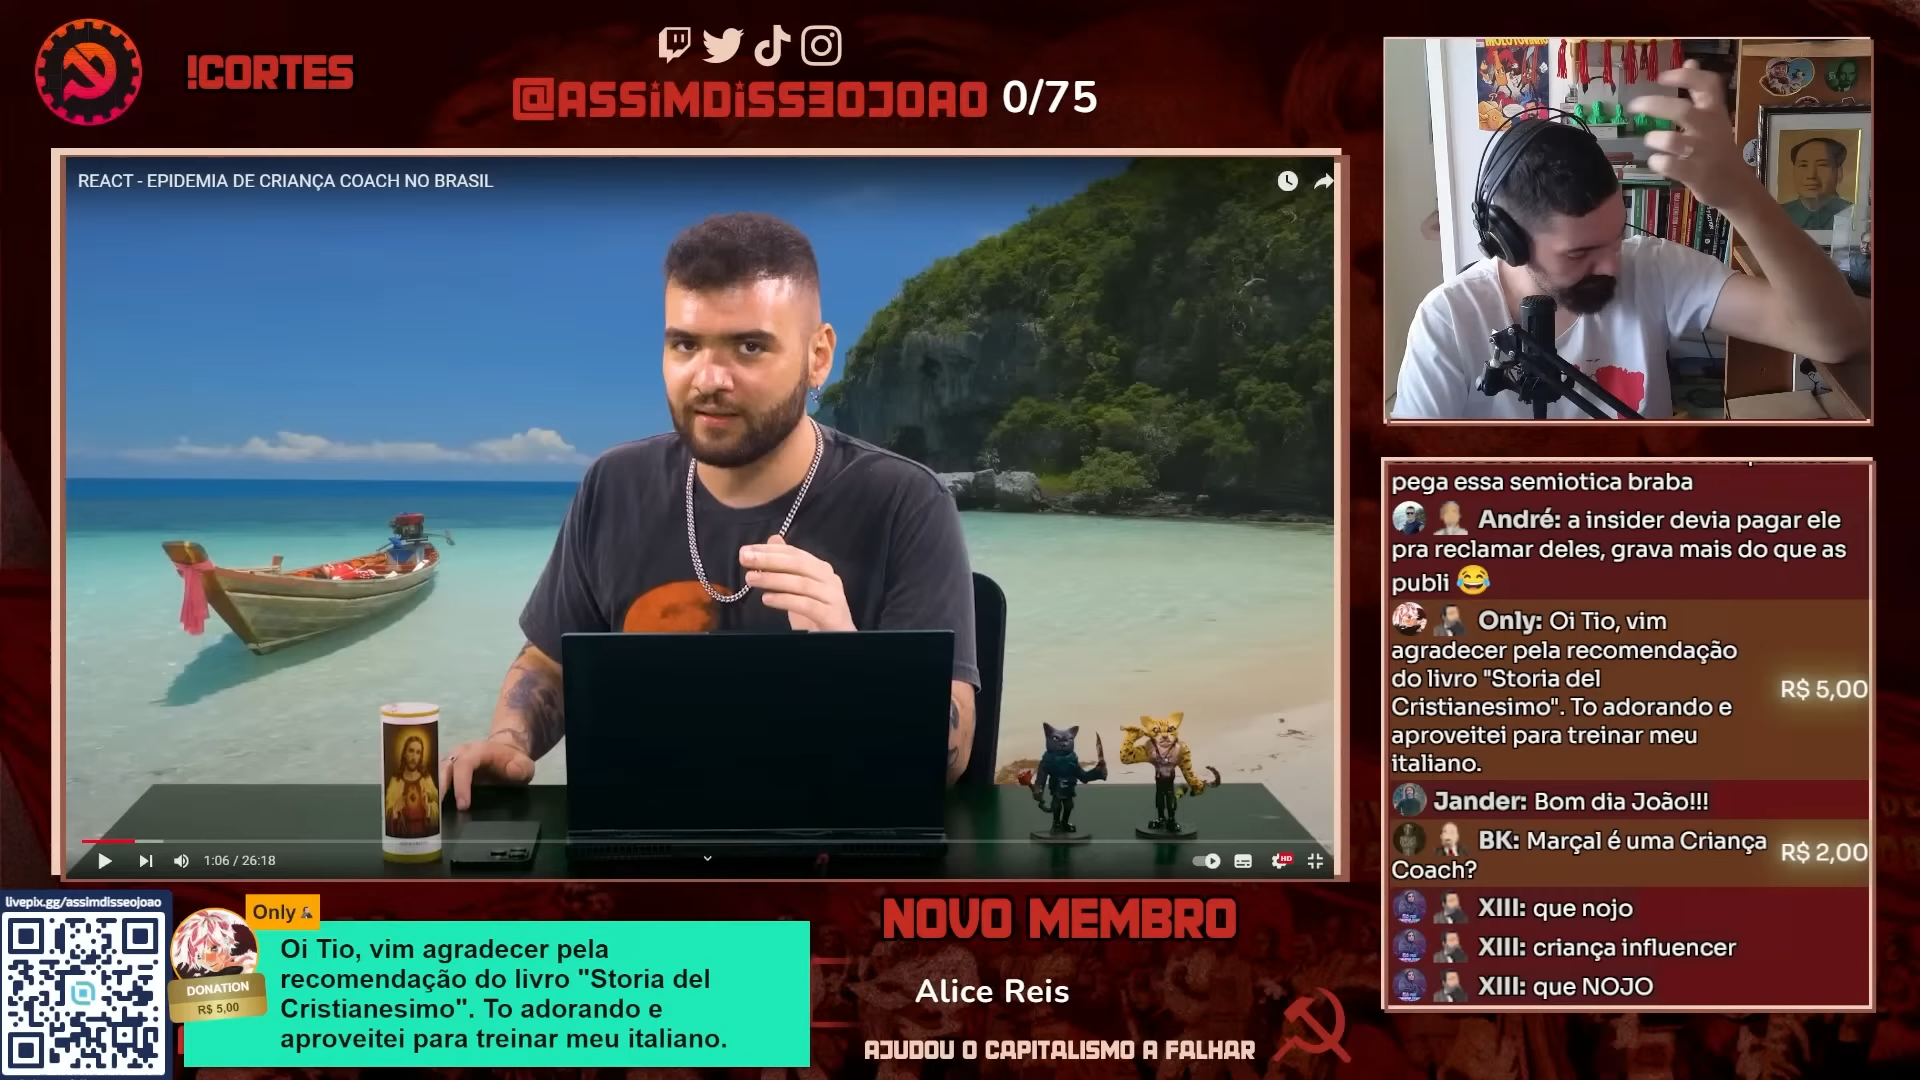 !CORTES
@ASSIMDISSEOJOAO 0/75
MOLOTOVINHO
REACT - EPIDEMIA DE CRIANÇA COACH NO BRASIL
1:06 / 26:18
HD
pega essa semiotica braba
André: a insider devia pagar ele
pra reclamar deles, grava mais do que as
publi 😂
Only: Oi Tio, vim
agradecer pela recomendação
do livro "Storia del
Cristianesimo". To adorando e
aproveitei para treinar meu
italiano.
R$ 5,00
Jander: Bom dia João!!!
BK: Marçal é uma Criança
Coach?
R$ 2,00
XIII: que nojo
XIII: criança influencer
XIII: que NOJO
livepix.gg/assimdisseojoao
Only
DONATION
R$ 5,00
Oi Tio, vim agradecer pela
recomendação do livro "Storia del
Cristianesimo". To adorando e
aproveitei para treinar meu italiano.
NOVO MEMBRO
Alice Reis
AJUDOU O CAPITALISMO A FALHAR